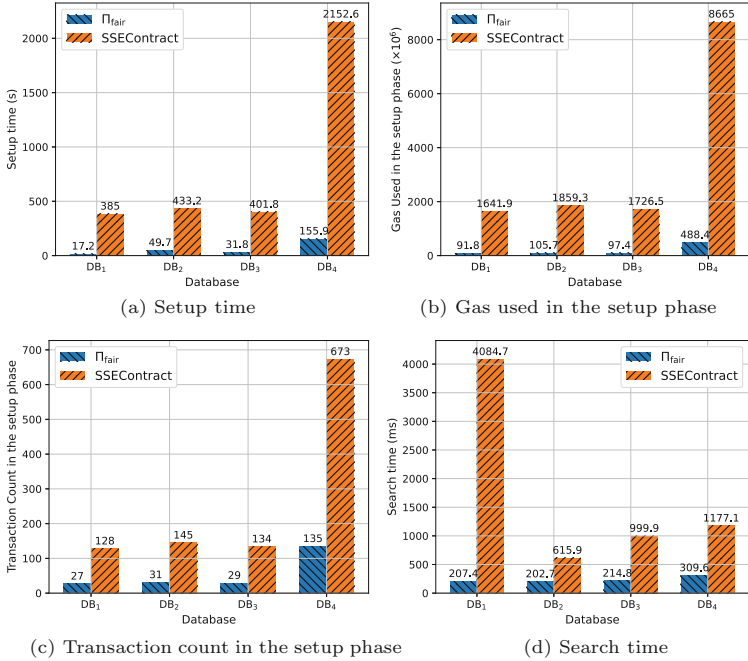 2152.6
Π_fair
SSEContract
2000
1500
1000
500
0
Setup time (s)
385
433.2
401.8
17.2
49.7
31.8
155.9
DB₁
DB₂
DB₃
DB₄
Database
(a) Setup time
8665
Π_fair
SSEContract
8000
6000
4000
2000
0
Gas Used in the setup phase (×10⁶)
1641.9
1859.3
1726.5
91.8
105.7
97.4
488.4
DB₁
DB₂
DB₃
DB₄
Database
(b) Gas used in the setup phase
700
600
500
400
300
200
100
0
Transaction Count in the setup phase
Π_fair
SSEContract
673
128
145
134
135
27
31
29
DB₁
DB₂
DB₃
DB₄
Database
(c) Transaction count in the setup phase
4084.7
Π_fair
SSEContract
4000
3500
3000
2500
2000
1500
1000
500
0
Search time (ms)
615.9
999.9
1177.1
207.4
202.7
214.8
309.6
DB₁
DB₂
DB₃
DB₄
Database
(d) Search time